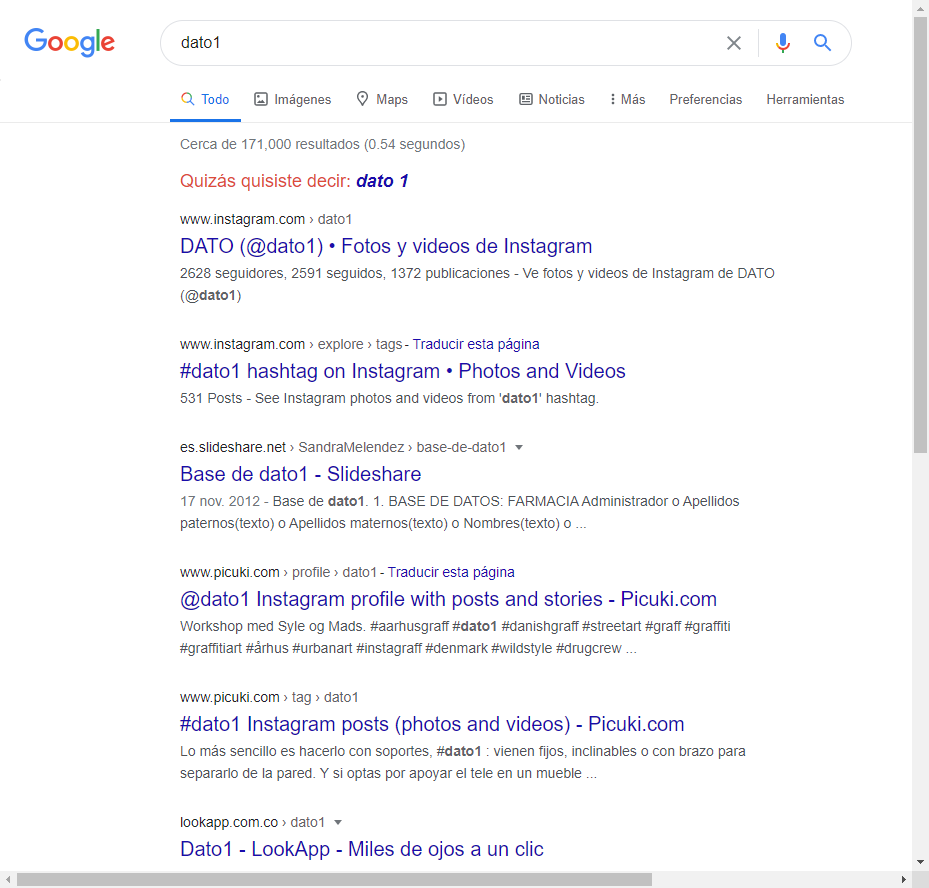 Google
dato1
Todo Imágenes Maps Vídeos Noticias Más Preferencias Herramientas
Cerca de 171,000 resultados (0.54 segundos)
Quizás quisiste decir: dato 1
www.instagram.com › dato1
DATO (@dato1) • Fotos y videos de Instagram
2628 seguidores, 2591 seguidos, 1372 publicaciones - Ve fotos y videos de Instagram de DATO
(@dato1)
www.instagram.com › explore › tags - Traducir esta página
#dato1 hashtag on Instagram • Photos and Videos
531 Posts - See Instagram photos and videos from 'dato1' hashtag.
es.slideshare.net › SandraMelendez › base-de-dato1
Base de dato1 - Slideshare
17 nov. 2012 - Base de dato1. 1. BASE DE DATOS: FARMACIA Administrador o Apellidos
paternos(texto) o Apellidos maternos(texto) o Nombres(texto) o ...
www.picuki.com › profile › dato1 - Traducir esta página
@dato1 Instagram profile with posts and stories - Picuki.com
Workshop med Syle og Mads. #aarhusgraff #dato1 #danishgraff #streetart #graff #graffiti
#graffitiart #århus #urbanart #instagraff #denmark #wildstyle #drugcrew ...
www.picuki.com › tag › dato1
#dato1 Instagram posts (photos and videos) - Picuki.com
Lo más sencillo es hacerlo con soportes, #dato1 : vienen fijos, inclinables o con brazo para
separarlo de la pared. Y si optas por apoyar el tele en un mueble ...
lookapp.com.co › dato1
Dato1 - LookApp - Miles de ojos a un clic